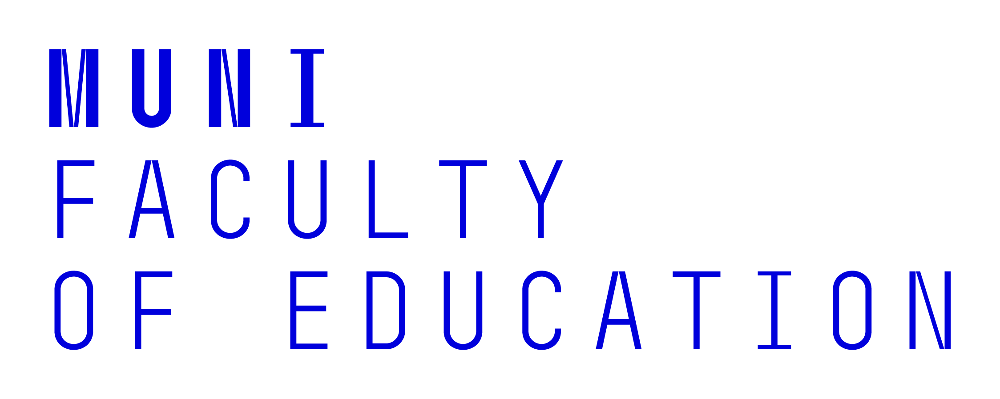 MUNI
FACULTY
OF EDUCATION